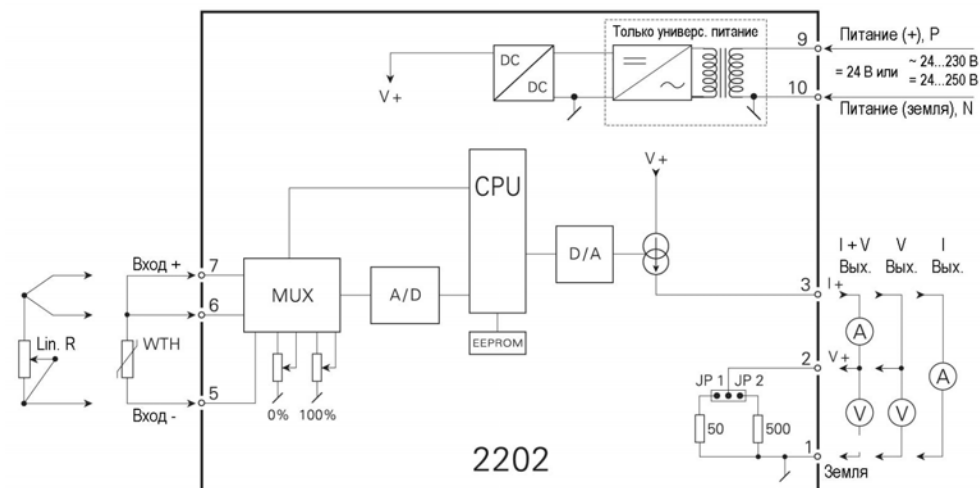 Только универс. питание
9
Питание (+), P
DC
DC
V +
= 24 В или
~ 24...230 В
= 24...250 В
10
Питание (земля), N
CPU
V +
D/A
I + V
Вых.
V
Вых.
I
Вых.
Вход +
7
MUX
A/D
3
I +
6
Lin. R
WTH
EEPROM
A
2
V +
JP 1
JP 2
A
5
Вход -
0%
100%
50
500
V
V
1
2202
Земля